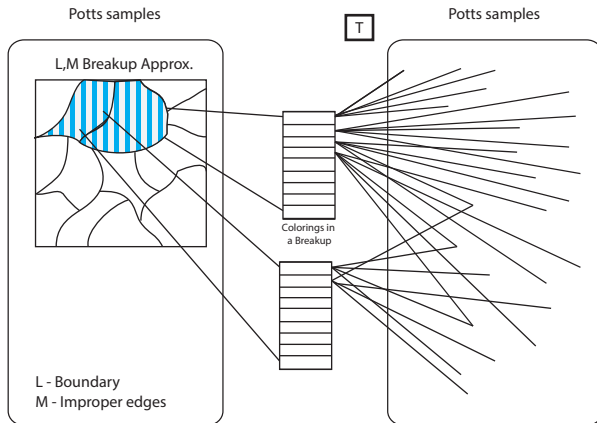 Potts samples
T
Potts samples
L,M Breakup Approx.
Colorings in
a Breakup
L - Boundary
M - Improper edges